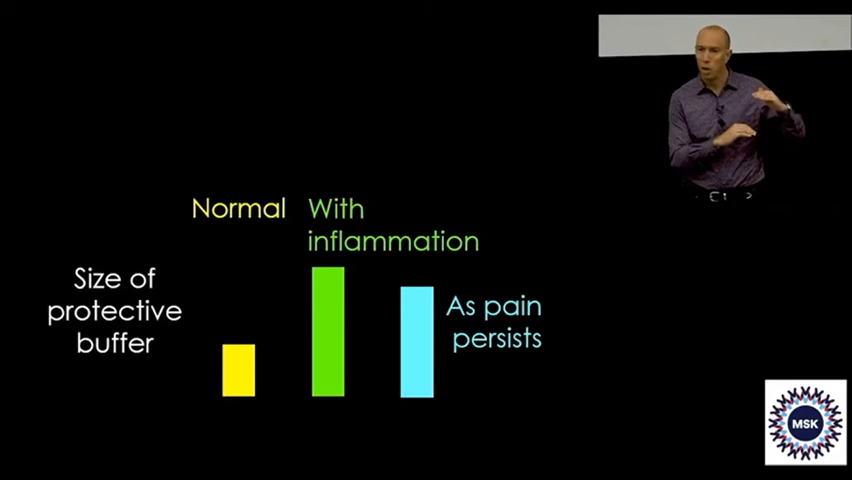 Normal
With
inflammation
Size of
protective
buffer
As pain
persists
MSK